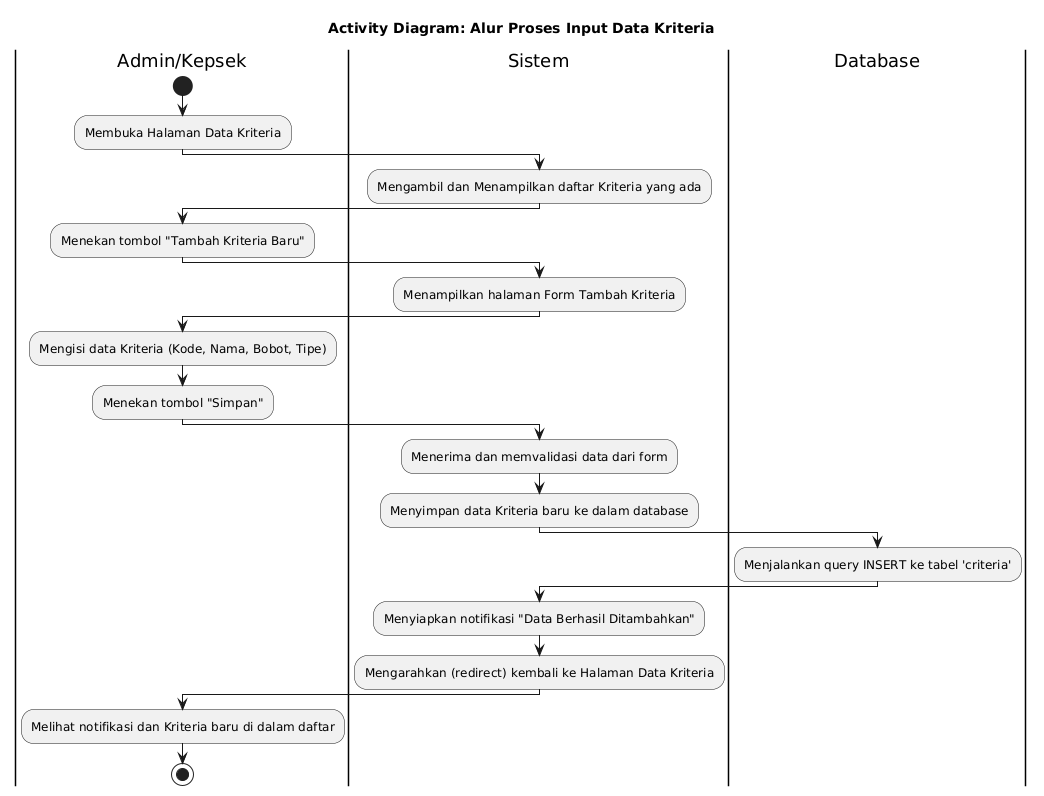 Activity Diagram: Alur Proses Input Data Kriteria
Admin/Kepsek
Sistem
Database
Membuka Halaman Data Kriteria
Mengambil dan Menampilkan daftar Kriteria yang ada
Menekan tombol "Tambah Kriteria Baru"
Menampilkan halaman Form Tambah Kriteria
Mengisi data Kriteria (Kode, Nama, Bobot, Tipe)
Menekan tombol "Simpan"
Menerima dan memvalidasi data dari form
Menyimpan data Kriteria baru ke dalam database
Menjalankan query INSERT ke tabel 'criteria'
Menyiapkan notifikasi "Data Berhasil Ditambahkan"
Mengarahkan (redirect) kembali ke Halaman Data Kriteria
Melihat notifikasi dan Kriteria baru di dalam daftar